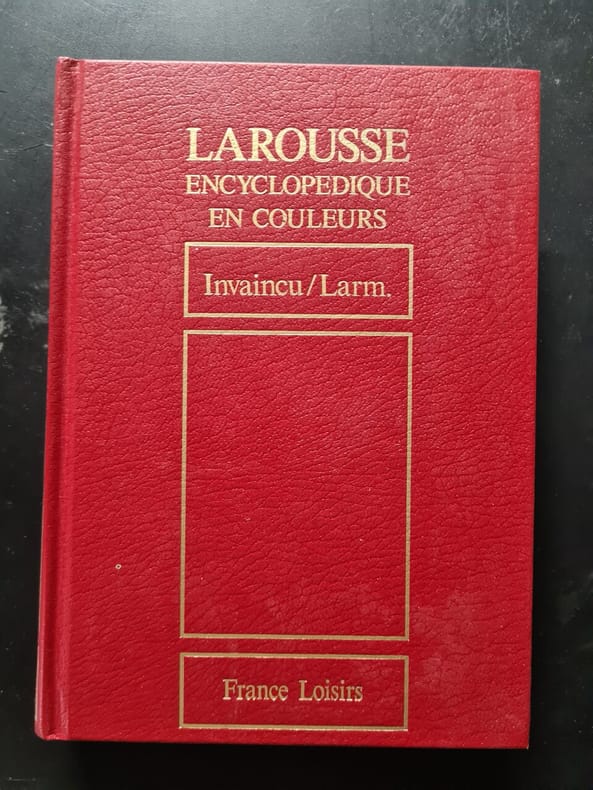 LAROUSSE
ENCYCLOPEDIQUE
EN COULEURS
Invaincu/Larm.
France Loisirs